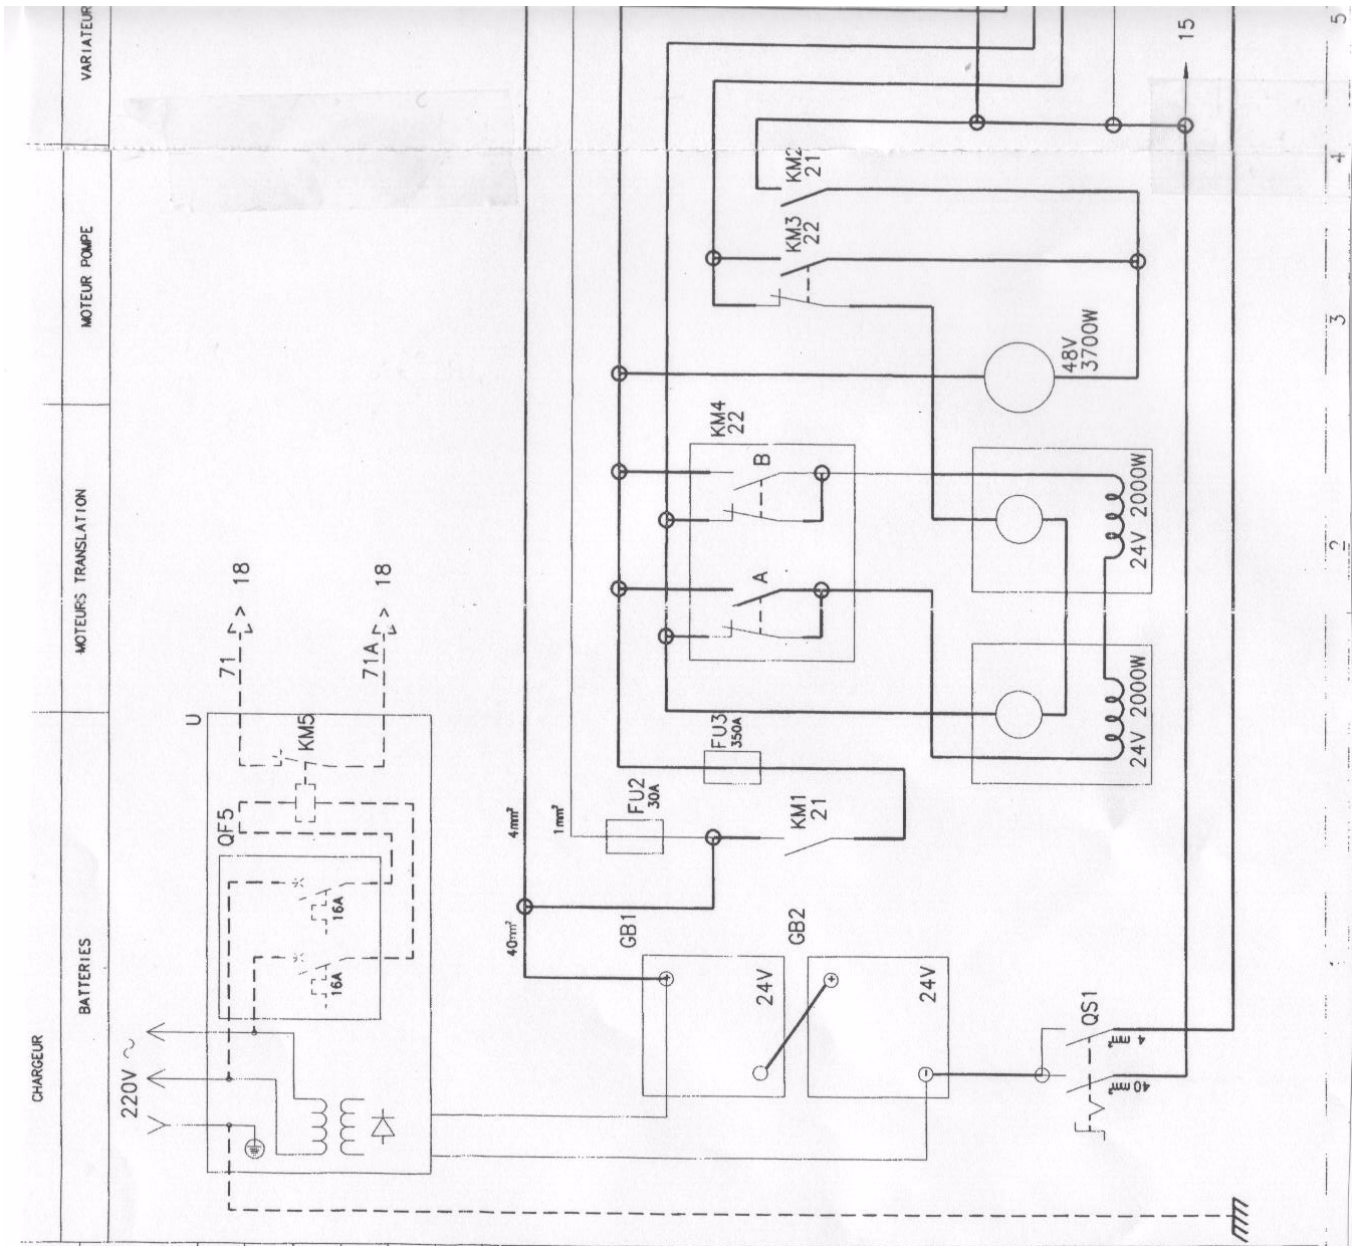 CHARGEUR
BATTERIES
MOTEURS TRANSLATION
MOTEUR POMPE
VARIATEUR
220V ~
U
QF5
16A
16A
KM5
71
18
71A
18
40mm²
4mm²
1mm²
GB1
24V
GB2
24V
QS1
40mm²
4mm²
FU2
30A
FU3
350A
KM1
21
KM4
22
A
B
24V 2000W
24V 2000W
48V
3700W
KM3
22
KM2
21
15
2
3
4
5